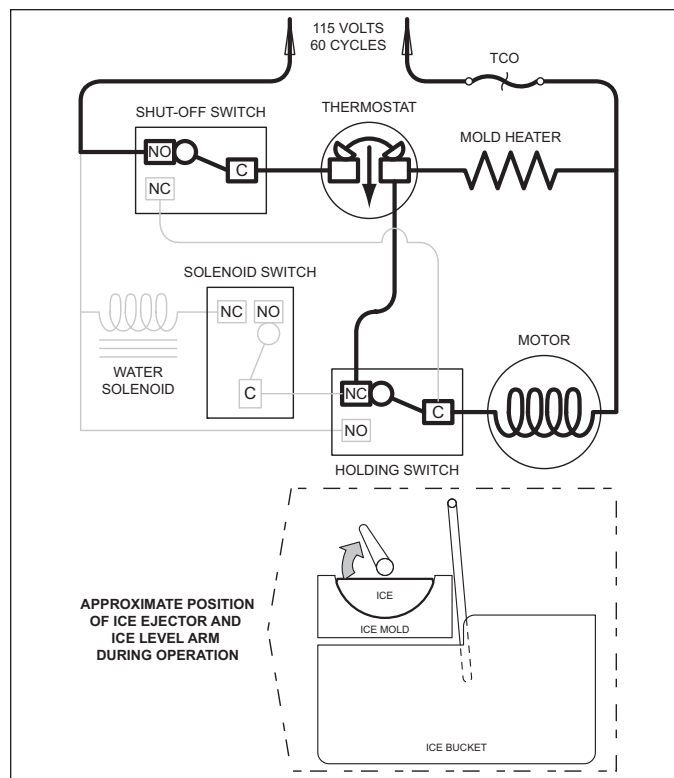 115 VOLTS
60 CYCLES
TCO
SHUT-OFF SWITCH
THERMOSTAT
MOLD HEATER
NO
C
NC
SOLENOID SWITCH
NC
NO
MOTOR
WATER
SOLENOID
C
NC
C
NO
HOLDING SWITCH
APPROXIMATE POSITION
OF ICE EJECTOR AND
ICE LEVEL ARM
DURING OPERATION
ICE
ICE MOLD
ICE BUCKET